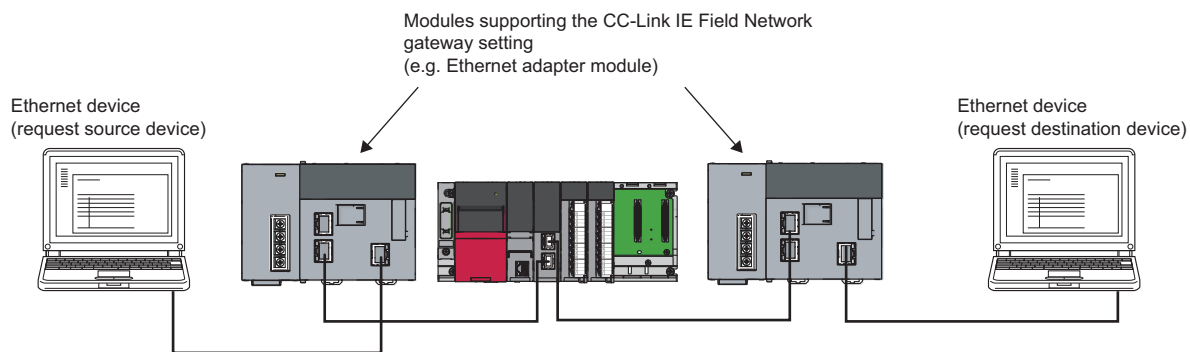 Modules supporting the CC-Link IE Field Network
gateway setting
(e.g. Ethernet adapter module)
Ethernet device
(request source device)
Ethernet device
(request destination device)